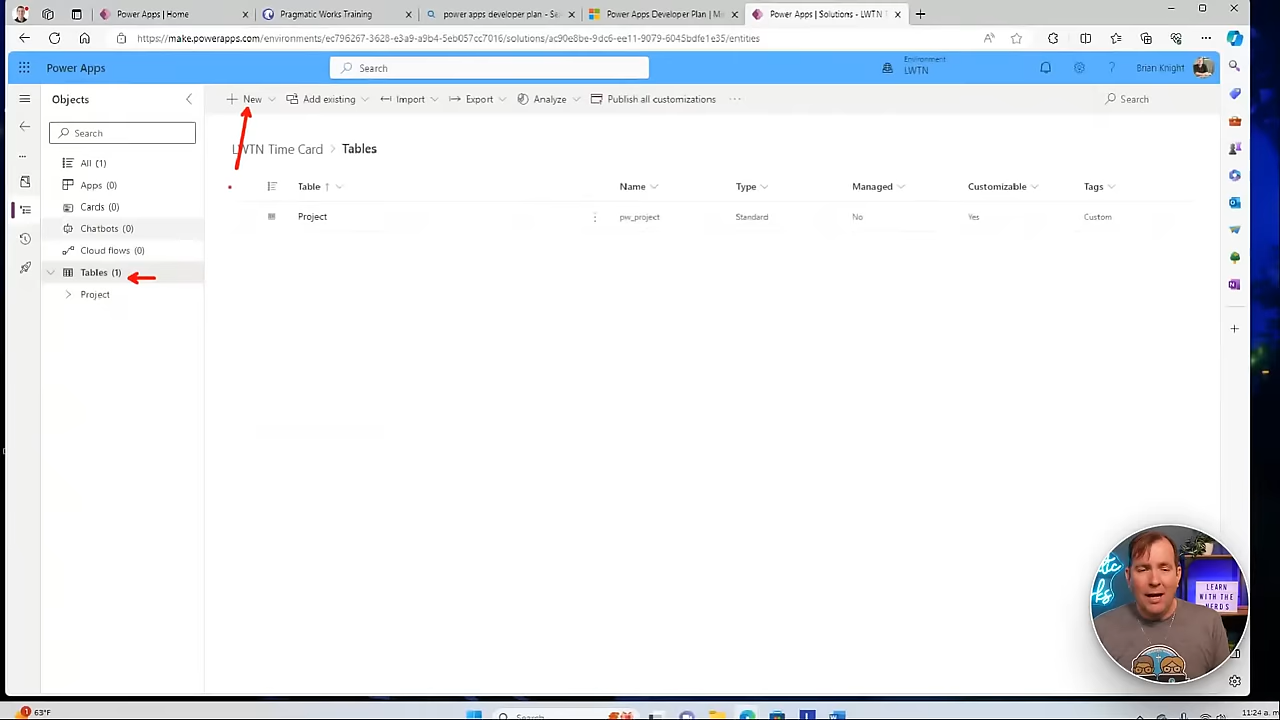 Power Apps | Home
Pragmatic Works Training
power apps developer plan - Se
Power Apps Developer Plan | M
Power Apps | Solutions - LWTN T
https://make.powerapps.com/environments/ec796267-3628-e3a9-a9b4-5eb057cc7016/solutions/ac90e8be-9dc6-ee11-9079-6045bdfe1e35/entities
Power Apps
Search
Environment
LWTN
Brian Knight
Objects
New
Add existing
Import
Export
Analyze
Publish all customizations
Search
Search
LWTN Time Card > Tables
All (1)
Apps (0)
Cards (0)
Chatbots (0)
Cloud flows (0)
Tables (1)
Project
Table
Name
Type
Managed
Customizable
Tags
Project
pw_project
Standard
No
Yes
Custom
LEARN
WITH THE
NERDS
63°F
Search
11:24 a. m